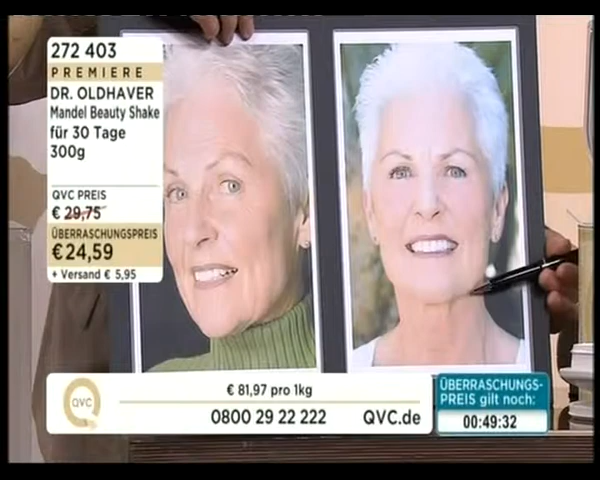 272 403
PREMIERE
DR. OLDHAVER
Mandel Beauty Shake
für 30 Tage
300g
QVC PREIS
€ 29,75
ÜBERRASCHUNGSPREIS
€ 24,59
+ Versand € 5,95
QVC
€ 81,97 pro 1kg
0800 29 22 222 QVC.de
ÜBERRASCHUNGS-
PREIS gilt noch:
00:49:32